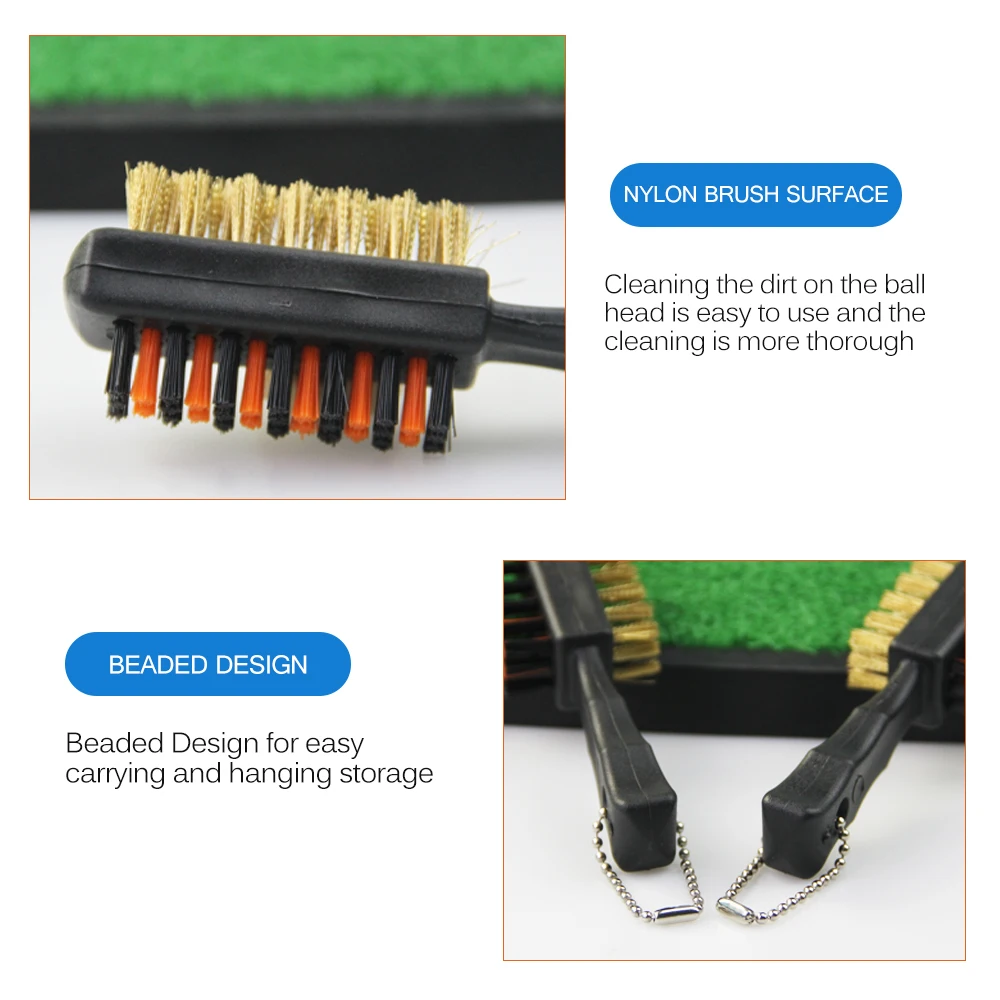 NYLON BRUSH SURFACE
Cleaning the dirt on the ball
head is easy to use and the
cleaning is more thorough
BEADED DESIGN
Beaded Design for easy
carrying and hanging storage